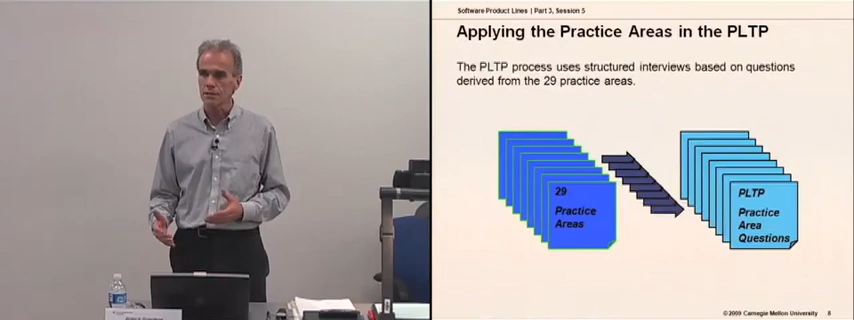 Software Product Lines | Part 3, Session 5
Applying the Practice Areas in the PLTP
The PLTP process uses structured interviews based on questions
derived from the 29 practice areas.
29
Practice
Areas
PLTP
Practice
Area
Questions
© 2009 Carnegie Mellon University 8